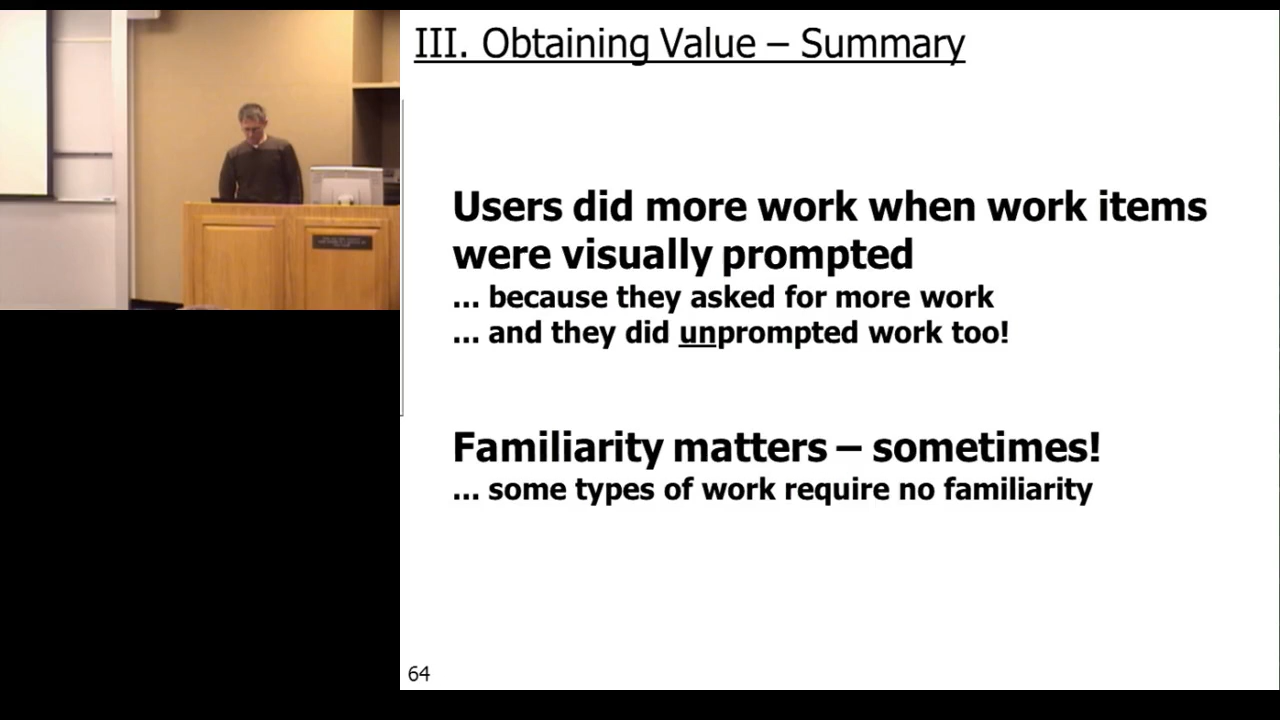 III. Obtaining Value – Summary
Users did more work when work items
were visually prompted
... because they asked for more work
... and they did unprompted work too!
Familiarity matters – sometimes!
... some types of work require no familiarity
64